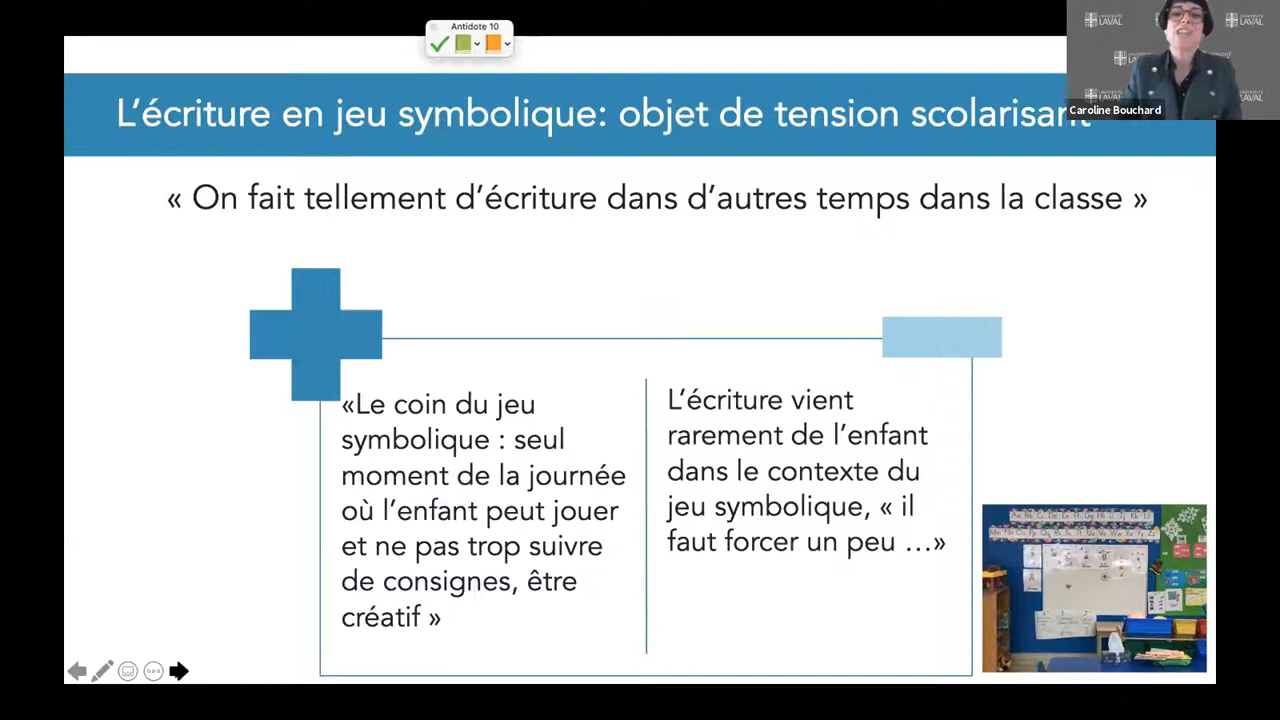 Antidote 10
UNIVERSITÉ
LAVAL
Caroline Bouchard
L'écriture en jeu symbolique: objet de tension scolarisant
« On fait tellement d'écriture dans d'autres temps dans la classe »
«Le coin du jeu
symbolique : seul
moment de la journée
où l'enfant peut jouer
et ne pas trop suivre
de consignes, être
créatif »
L'écriture vient
rarement de l'enfant
dans le contexte du
jeu symbolique, « il
faut forcer un peu ...»